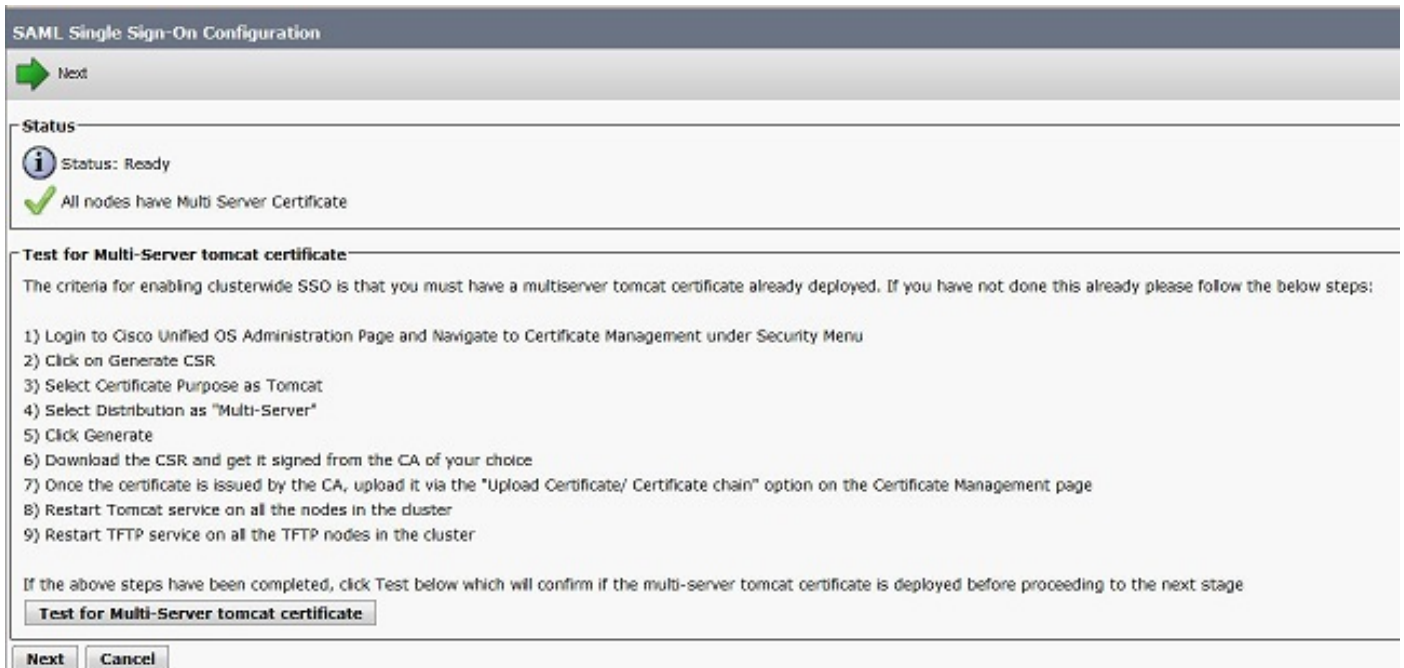 SAML Single Sign-On Configuration
Next
Status
Status: Ready
All nodes have Multi Server Certificate
Test for Multi-Server tomcat certificate
The criteria for enabling clusterwide SSO is that you must have a multiserver tomcat certificate already deployed. If you have not done this already please follow the below steps:
1) Login to Cisco Unified OS Administration Page and Navigate to Certificate Management under Security Menu
2) Click on Generate CSR
3) Select Certificate Purpose as Tomcat
4) Select Distribution as "Multi-Server"
5) Click Generate
6) Download the CSR and get it signed from the CA of your choice
7) Once the certificate is issued by the CA, upload it via the "Upload Certificate/ Certificate chain" option on the Certificate Management page
8) Restart Tomcat service on all the nodes in the cluster
9) Restart TFTP service on all the TFTP nodes in the cluster
If the above steps have been completed, click Test below which will confirm if the multi-server tomcat certificate is deployed before proceeding to the next stage
Test for Multi-Server tomcat certificate
Next Cancel